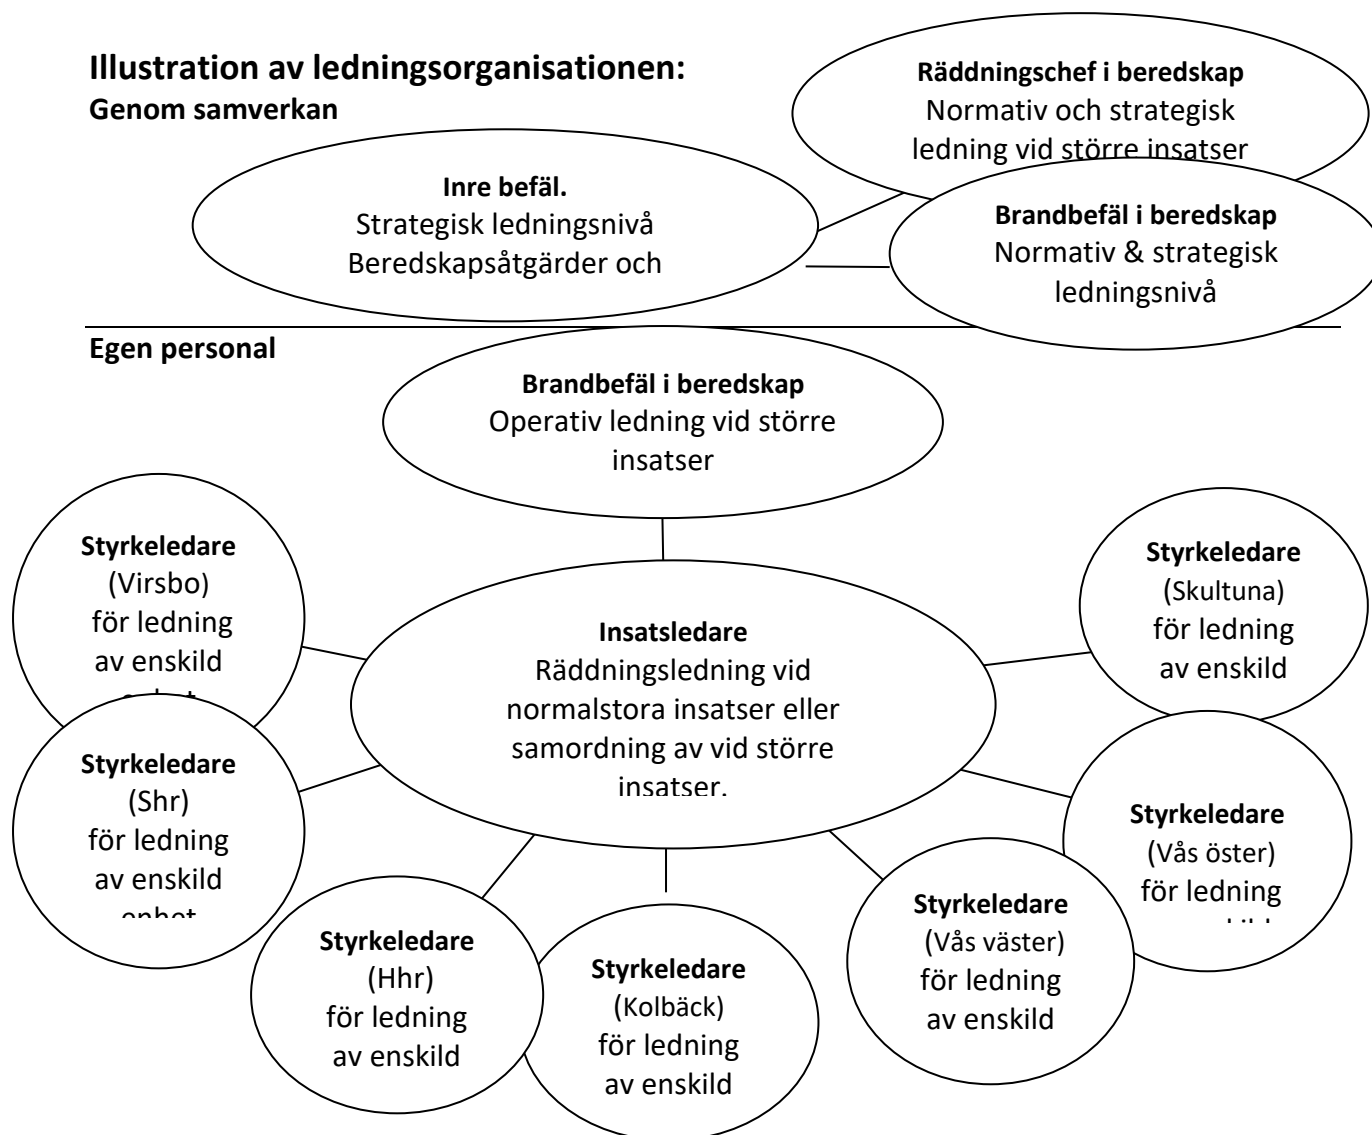 Illustration av ledningsorganisationen:
Genom samverkan
Räddningschef i beredskap
Normativ och strategisk
ledning vid större insatser
Inre befäl.
Strategisk ledningsnivå
Beredskapsåtgärder och
Brandbefäl i beredskap
Normativ & strategisk
ledningsnivå
Egen personal
Brandbefäl i beredskap
Operativ ledning vid större
insatser
Styrkeledare
(Virsbo)
för ledning
av enskild
Styrkeledare
(Skultuna)
för ledning
av enskild
Insatsledare
Räddningsledning vid
normalstora insatser eller
samordning av vid större
insatser.
Styrkeledare
(Shr)
för ledning
av enskild
enhet
Styrkeledare
(Vås öster)
för ledning
Styrkeledare
(Vås väster)
för ledning
av enskild
Styrkeledare
(Hhr)
för ledning
av enskild
Styrkeledare
(Kolbäck)
för ledning
av enskild